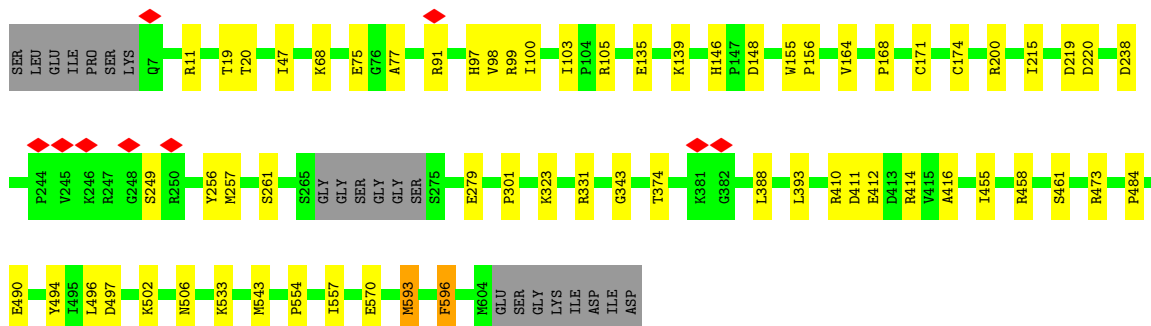 SER LEU GLU ILE PRO SER LYS Q7 R11 T19 T20 I47 K68 E75 G76 A77 R91 H97 V98 R99 I100 I103 P104 R105 E135 K139 H146 P147 D148 W155 P156 V164 P168 C171 C174 R200 I215 D219 D220 D238
P244 V245 K246 R247 G248 S249 R250 Y256 M257 S261 S265 GLY GLY SER GLY GLY SER S275 E279 P301 K323 R331 G343 T374 K381 G382 L388 L393 R410 D411 E412 D413 R414 V415 A416 I455 R458 S461 R473 P484
E490 Y494 I495 L496 D497 K502 N506 K533 M543 P554 I557 E570 M593 F596 M604 GLU SER GLY LYS ILE ASP ILE ASP